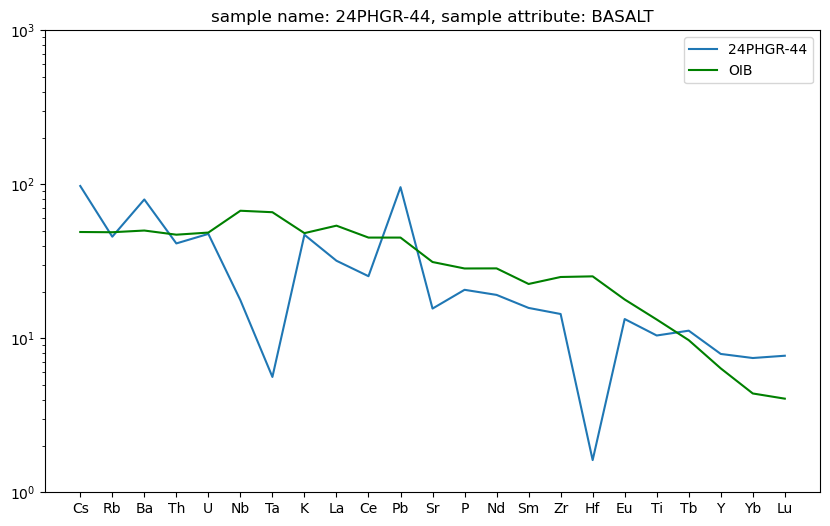 sample name: 24PHGR-44, sample attribute: BASALT
10³
24PHGR-44
OIB
10²
10¹
10⁰
Cs Rb Ba Th U Nb Ta K La Ce Pb Sr P Nd Sm Zr Hf Eu Ti Tb Y Yb Lu